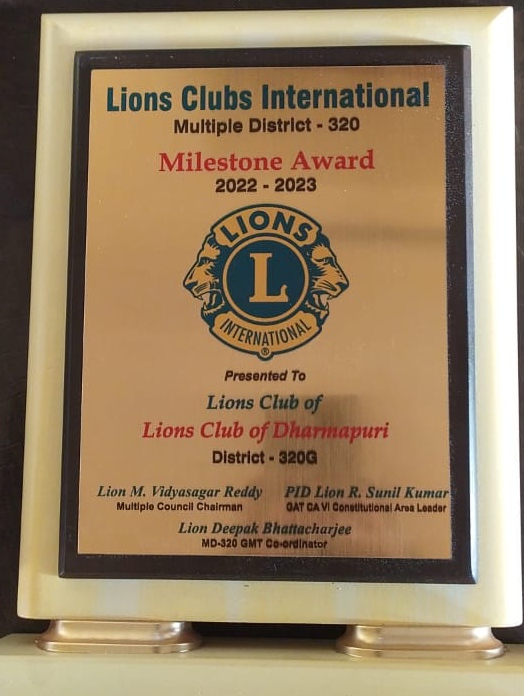 Lions Clubs International
Multiple District - 320
Milestone Award
2022 - 2023
LIONS
L
INTERNATIONAL
®
Presented To
Lions Club of
Lions Club of Dharmapuri
District - 320G
Lion M. Vidyasagar Reddy PID Lion R. Sunil Kumar
Multiple Council Chairman GAT CA VI Constitutional Area Leader
Lion Deepak Bhattacharjee
MD-320 GMT Co-ordinator